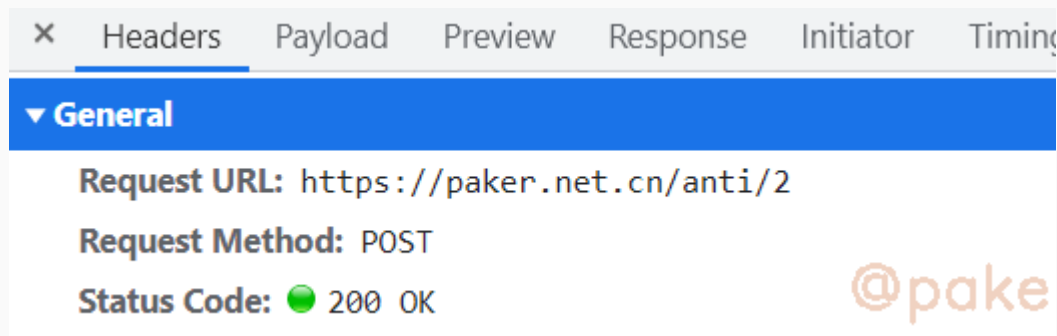 × Headers Payload Preview Response Initiator Timing
General
Request URL: https://paker.net.cn/anti/2
Request Method: POST
Status Code: 200 OK
@pake